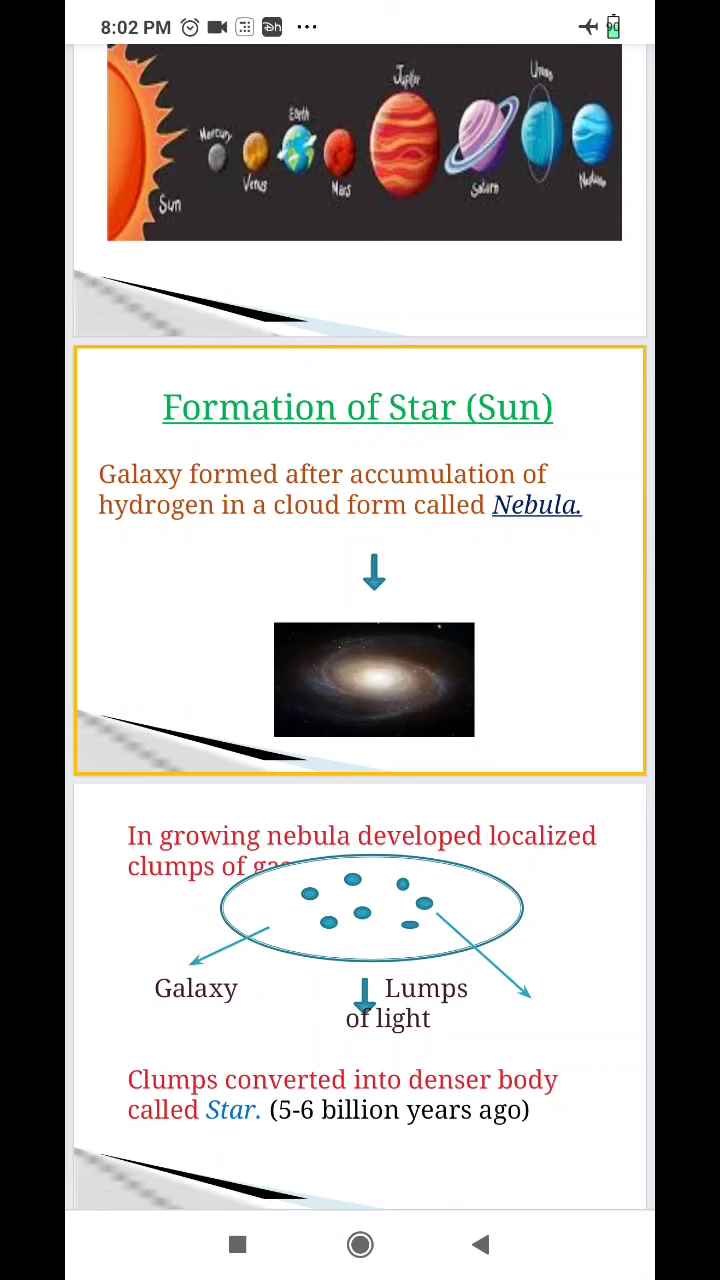 8:02 PM
90
Jupiter
Uranus
Earth
Mercury
Venus
Mars
Saturn
Sun
Formation of Star (Sun)
Galaxy formed after accumulation of
hydrogen in a cloud form called Nebula.
In growing nebula developed localized
clumps of gas
Galaxy
Lumps
of light
Clumps converted into denser body
called Star. (5-6 billion years ago)